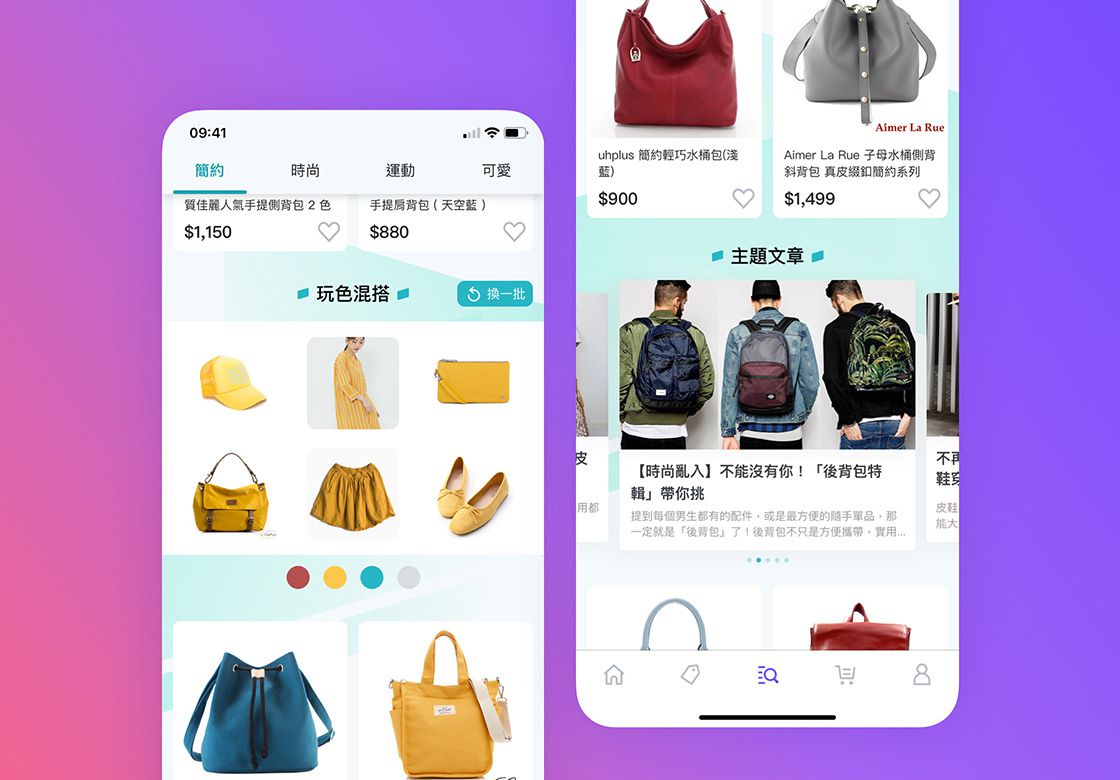 09:41
簡約
時尚
運動
可愛
質佳麗人氣手提側背包 2 色
$1,150
手提肩背包 ( 天空藍 )
$880
玩色混搭
換一批
Aimer La Rue
uhplus 簡約輕巧水桶包(淺
藍)
$900
Aimer La Rue 子母水桶側背
斜背包 真皮綴釦簡約系列
$1,499
主題文章
皮
用都
【時尚亂入】不能沒有你！「後背包特
輯」帶你挑
提到每個男生都有的配件，或是最方便的隨手單品，那
一定就是「後背包」了！後背包不只是方便攜帶，實用...
不再
鞋穿
皮鞋
能大